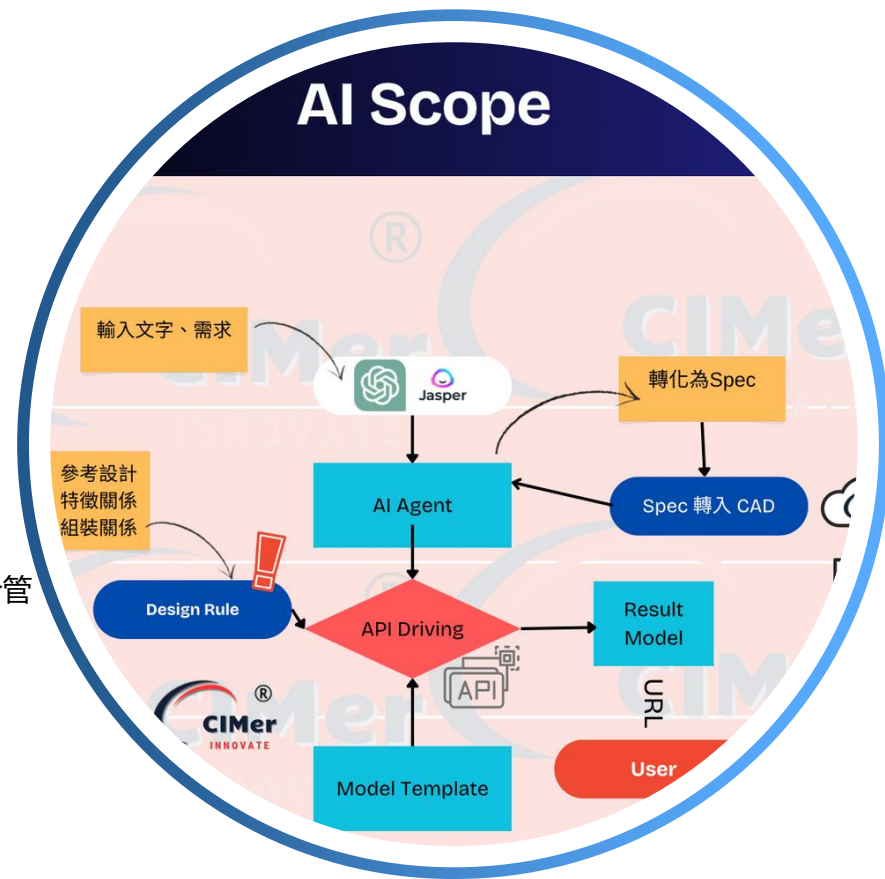 AI Scope
輸入文字、需求
Jasper
轉化為Spec
參考設計
特徵關係
組裝關係
AI Agent
Spec 轉入 CAD
管
Design Rule
API Driving
Result
Model
API
URL
CIMer
®
INNOVATE
Model Template
User
®
CIMer
INNOVATE